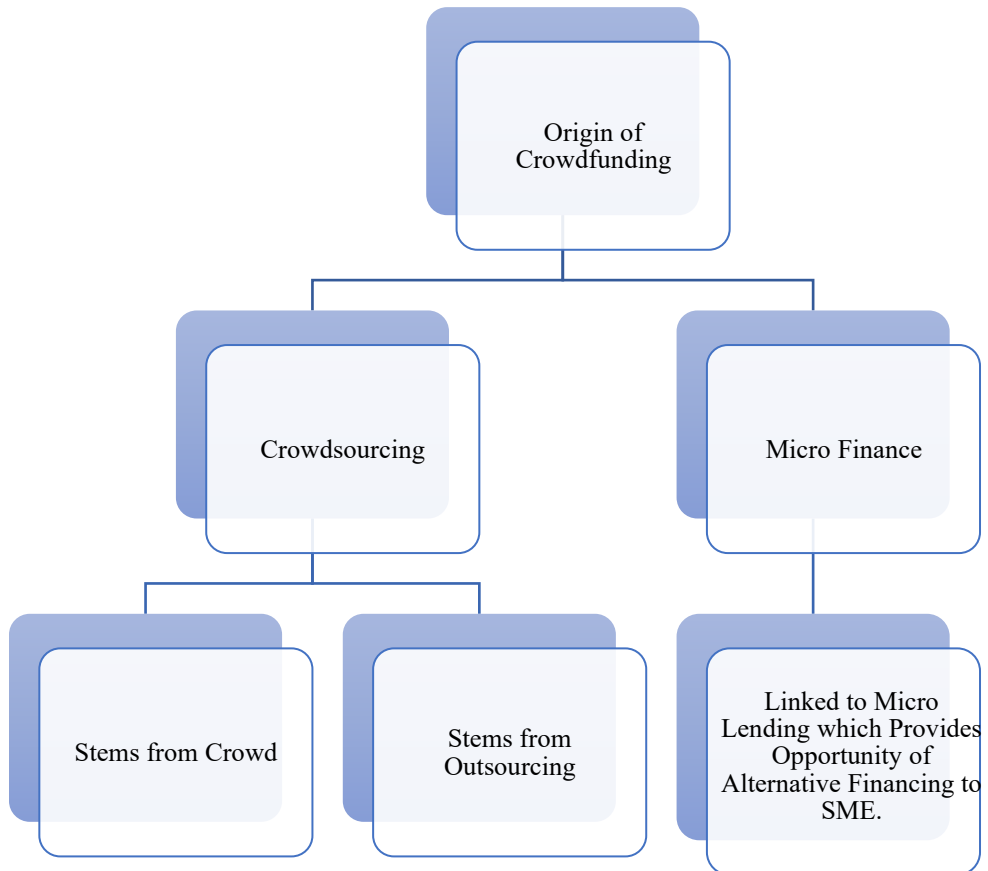 Origin of
Crowdfunding
Crowdsourcing
Micro Finance
Stems from Crowd
Stems from
Outsourcing
Linked to Micro
Lending which Provides
Opportunity of
Alternative Financing to
SME.